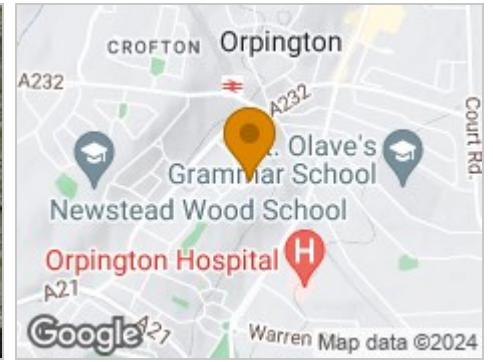 CROFTON
Orpington
A232
A232
Court Rd.
t. Olave's
Grammar School
Newstead Wood School
Orpington Hospital
H
A21
Google
21
Warren
Map data ©2024